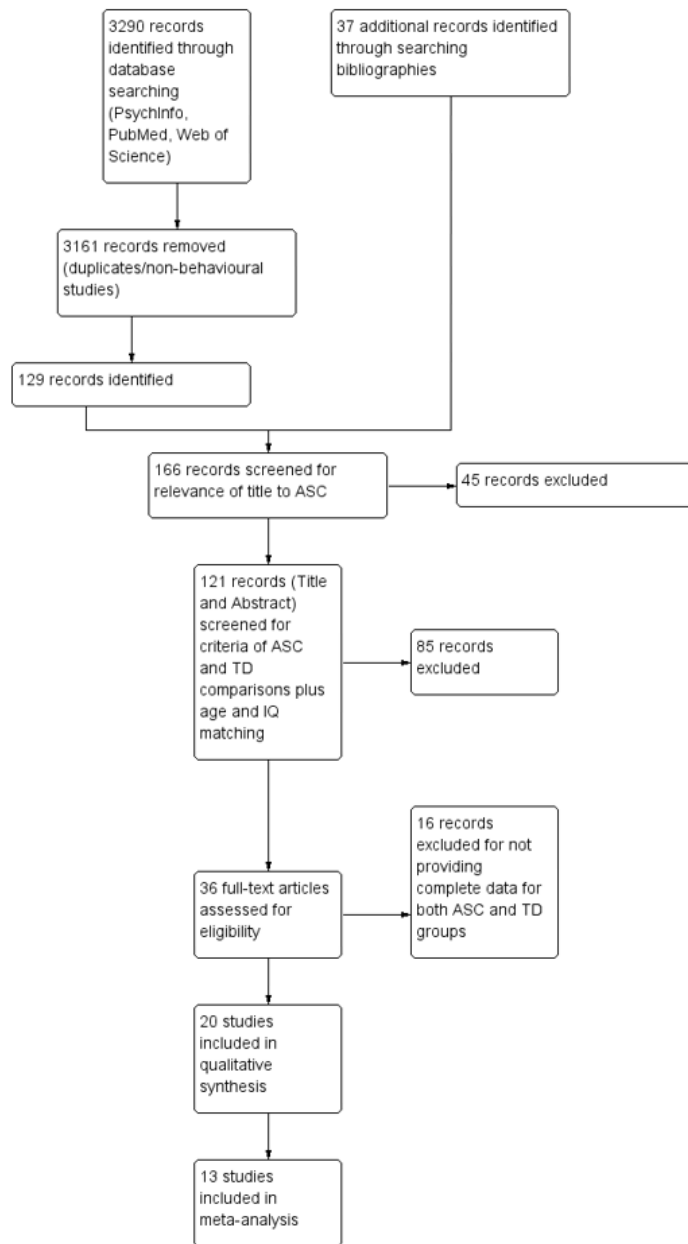 3290 records
identified through
database
searching
(PsychInfo,
PubMed, Web of
Science)
37 additional records identified
through searching
bibliographies
3161 records removed
(duplicates/non-behavioural
studies)
129 records identified
166 records screened for
relevance of title to ASC
45 records excluded
121 records (Title
and Abstract)
screened for
criteria of ASC
and TD
comparisons plus
age and IQ
matching
85 records
excluded
36 full-text articles
assessed for
eligibility
16 records
excluded for not
providing
complete data for
both ASC and TD
groups
20 studies
included in
qualitative
synthesis
13 studies
included in
meta-analysis